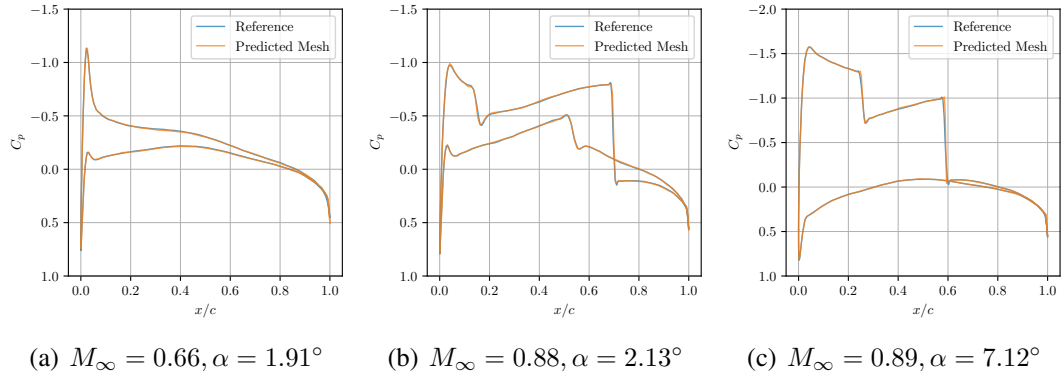 −1.5
−1.0
−0.5
0.0
0.5
1.0
0.0 0.2 0.4 0.6 0.8 1.0
x/c
C_p
Reference
Predicted Mesh
(a) M∞ = 0.66, α = 1.91°
−1.5
−1.0
−0.5
0.0
0.5
1.0
0.0 0.2 0.4 0.6 0.8 1.0
x/c
C_p
Reference
Predicted Mesh
(b) M∞ = 0.88, α = 2.13°
−2.0
−1.5
−1.0
−0.5
0.0
0.5
1.0
0.0 0.2 0.4 0.6 0.8 1.0
x/c
C_p
Reference
Predicted Mesh
(c) M∞ = 0.89, α = 7.12°